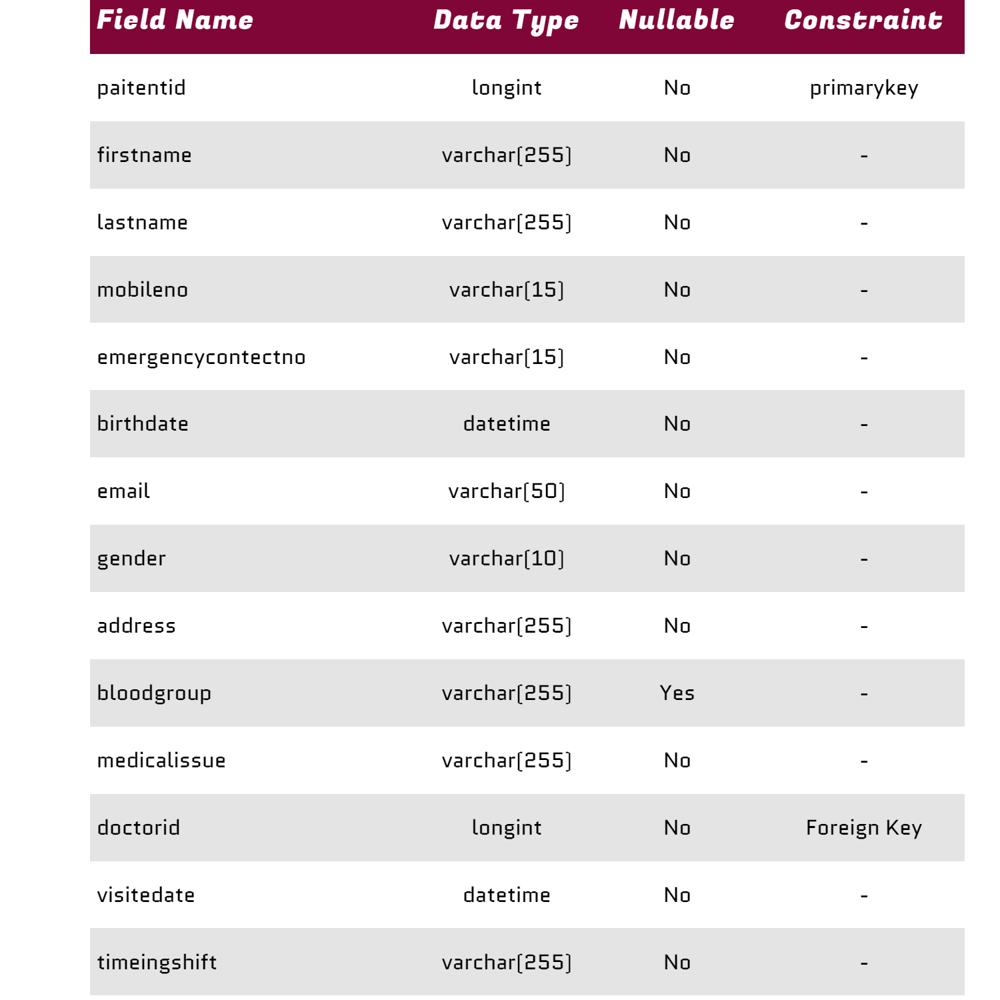 Field Name Data Type Nullable Constraint
paitentid longint No primarykey
firstname varchar(255) No -
lastname varchar(255) No -
mobileno varchar(15) No -
emergencycontectno varchar(15) No -
birthdate datetime No -
email varchar(50) No -
gender varchar(10) No -
address varchar(255) No -
bloodgroup varchar(255) Yes -
medicalissue varchar(255) No -
doctorid longint No Foreign Key
visitedate datetime No -
timeingshift varchar(255) No -